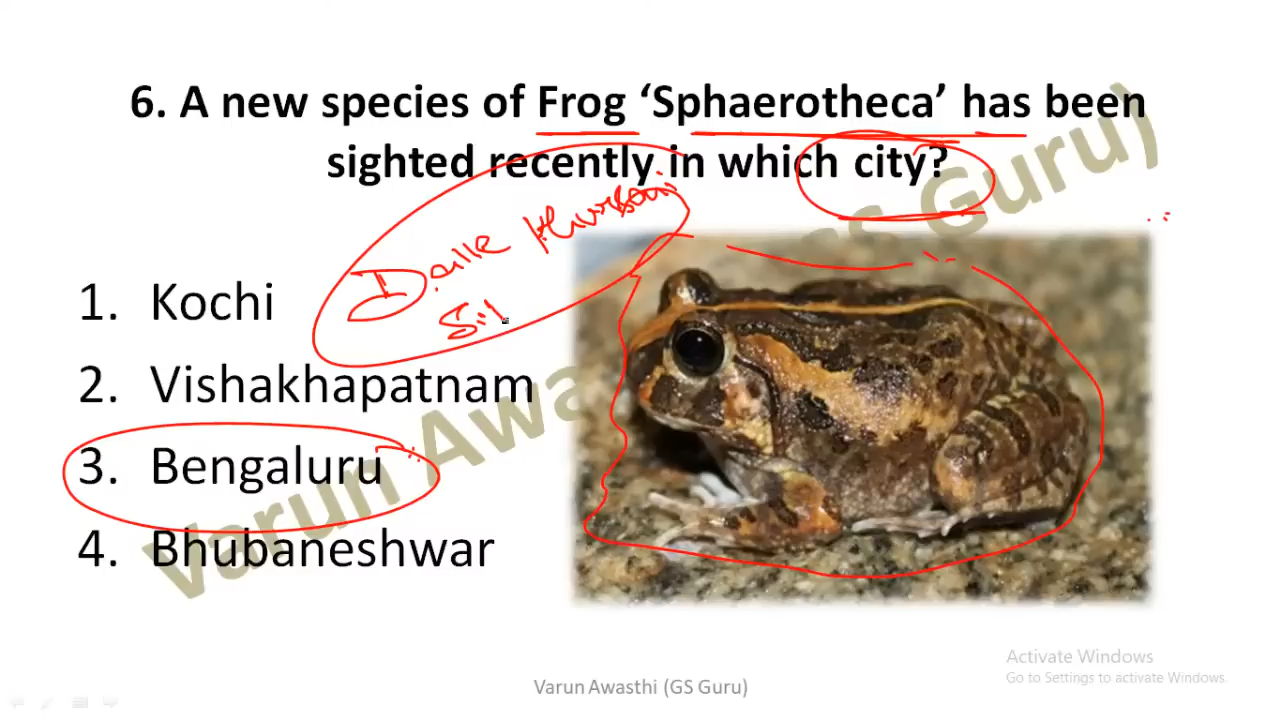 6. A new species of Frog ‘Sphaerotheca’ has been
sighted recently in which city?
1. Kochi
2. Vishakhapatnam
3. Bengaluru
4. Bhubaneshwar
Varun Awasthi (GS Guru)
Activate Windows
Go to Settings to activate Windows.
Varun Awasthi (GS Guru)